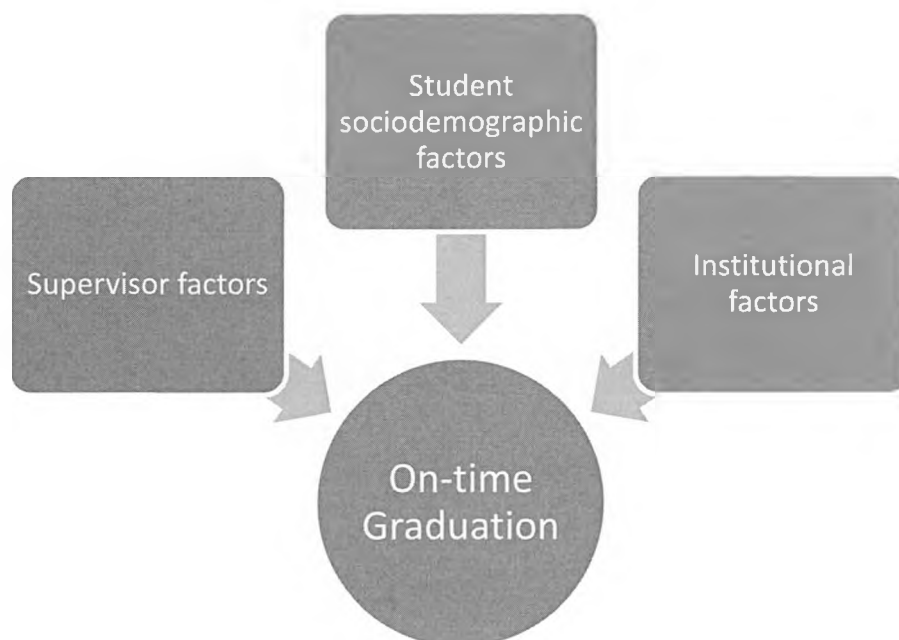 Student
sociodemographic
factors
Supervisor factors
Institutional
factors
On-time
Graduation